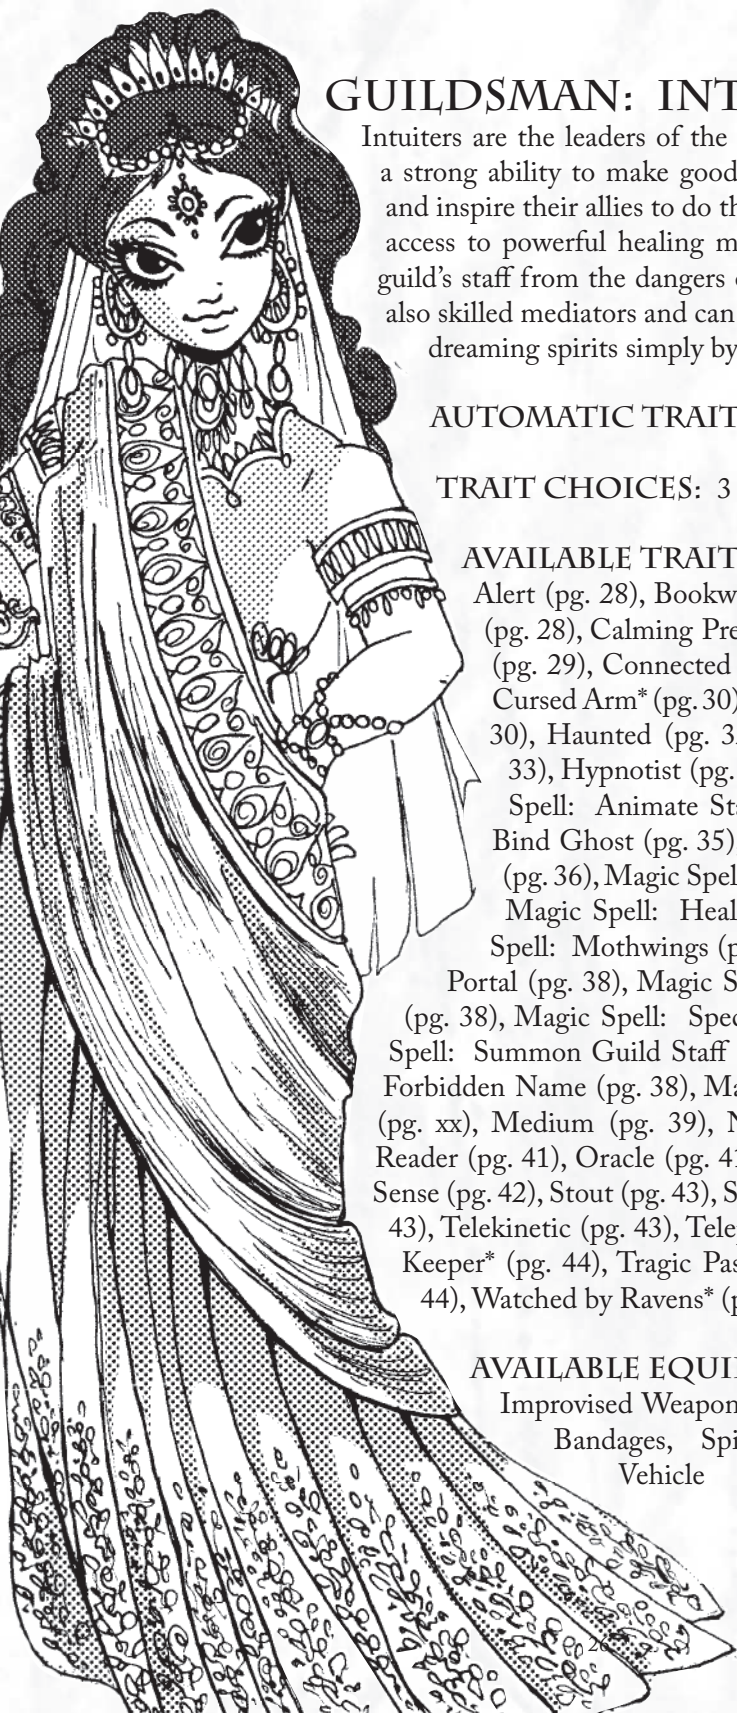 GUILDSMAN: INT
Intuiters are the leaders of the
a strong ability to make good
and inspire their allies to do th
access to powerful healing m
guild's staff from the dangers
also skilled mediators and can
dreaming spirits simply by
AUTOMATIC TRAIT
TRAIT CHOICES: 3
AVAILABLE TRAIT
Alert (pg. 28), Bookw
(pg. 28), Calming Pre
(pg. 29), Connected
Cursed Arm* (pg. 30)
30), Haunted (pg. 3
33), Hypnotist (pg.
Spell: Animate Sta
Bind Ghost (pg. 35)
(pg. 36), Magic Spel
Magic Spell: Heal
Spell: Mothwings (p
Portal (pg. 38), Magic S
(pg. 38), Magic Spell: Spec
Spell: Summon Guild Staff
Forbidden Name (pg. 38), Ma
(pg. xx), Medium (pg. 39), N
Reader (pg. 41), Oracle (pg. 41
Sense (pg. 42), Stout (pg. 43), S
43), Telekinetic (pg. 43), Telep
Keeper* (pg. 44), Tragic Pas
44), Watched by Ravens* (p
AVAILABLE EQUI
Improvised Weapon
Bandages, Spi
Vehicle
26